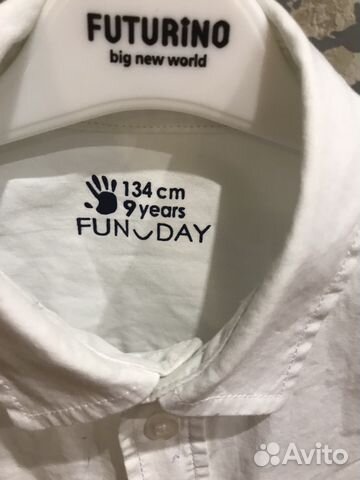 FUTURINO
big new world
134 cm
9 years
FUN DAY
Avito